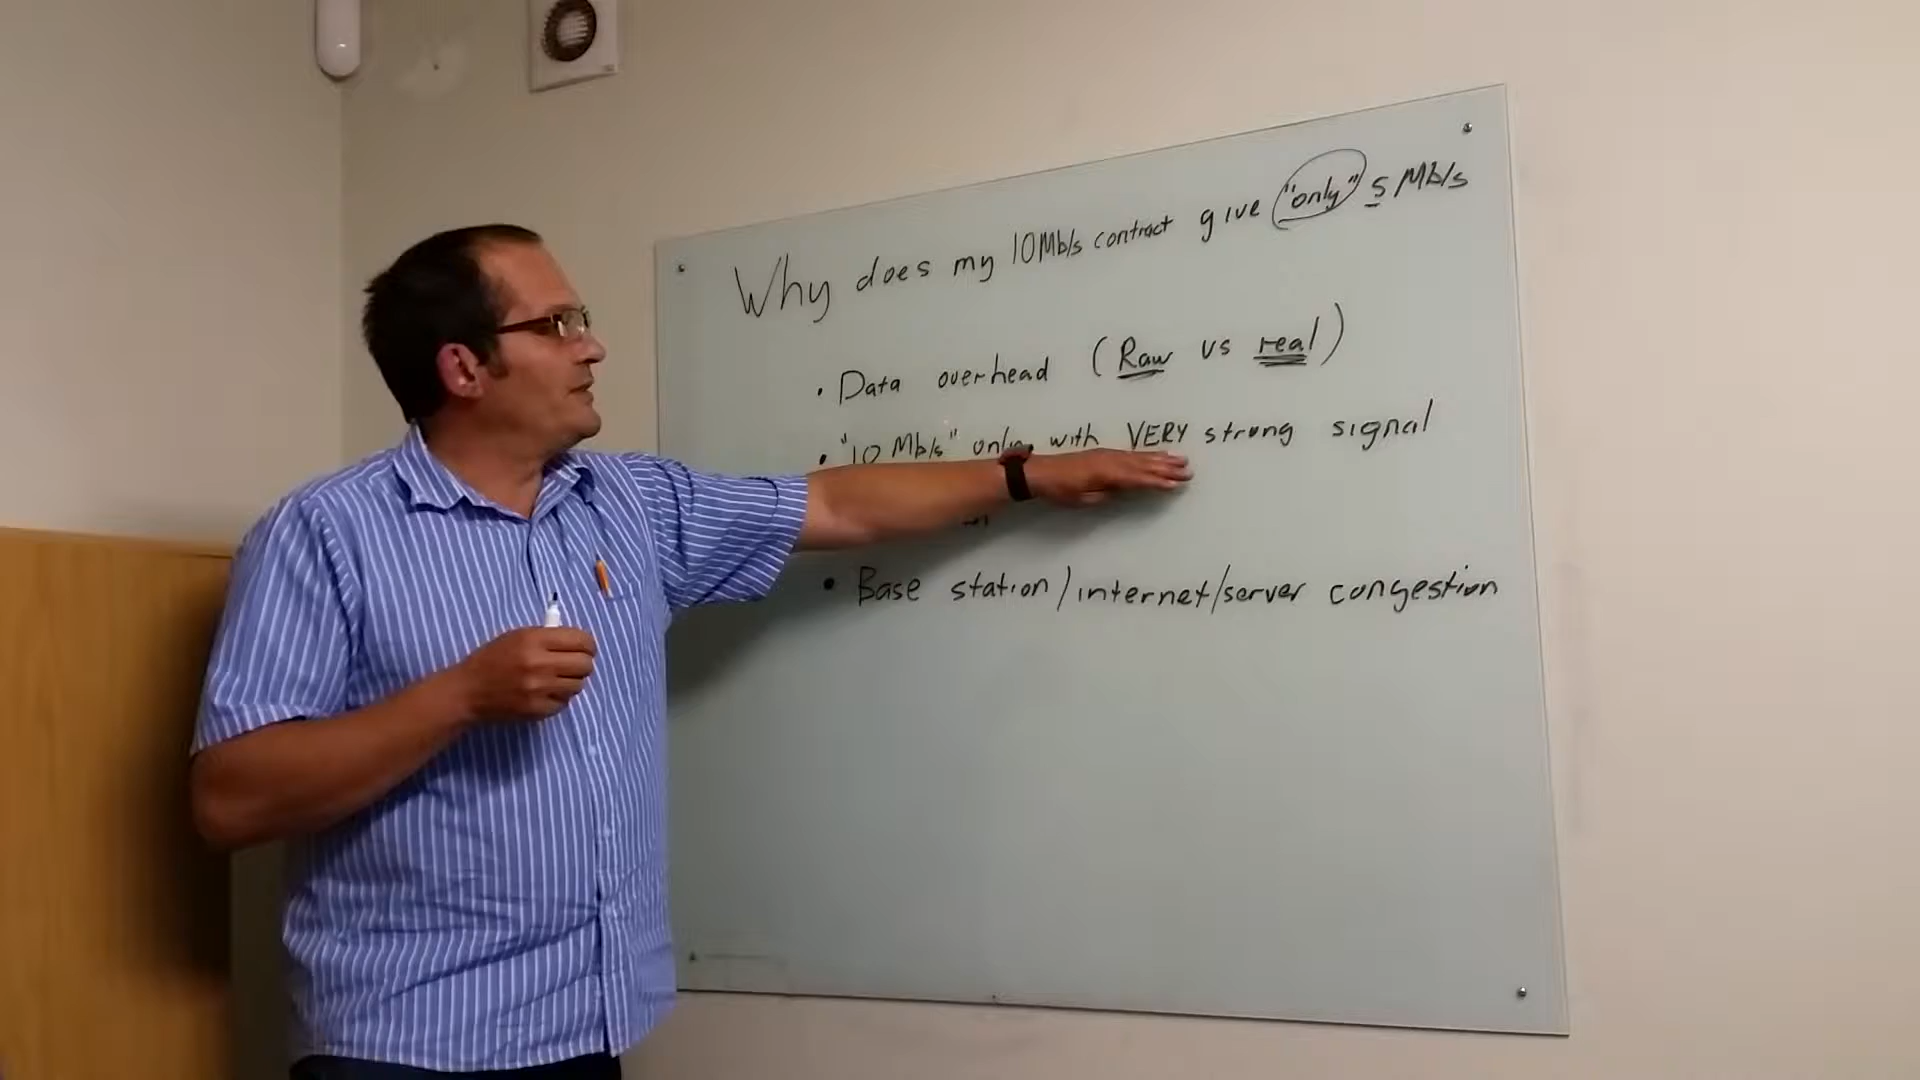 Why does my 10Mb/s contract give "only" 5 Mb/s
• Data overhead (Raw vs real)
• "10 Mb/s" only with VERY strong signal
• Base station/internet/server congestion